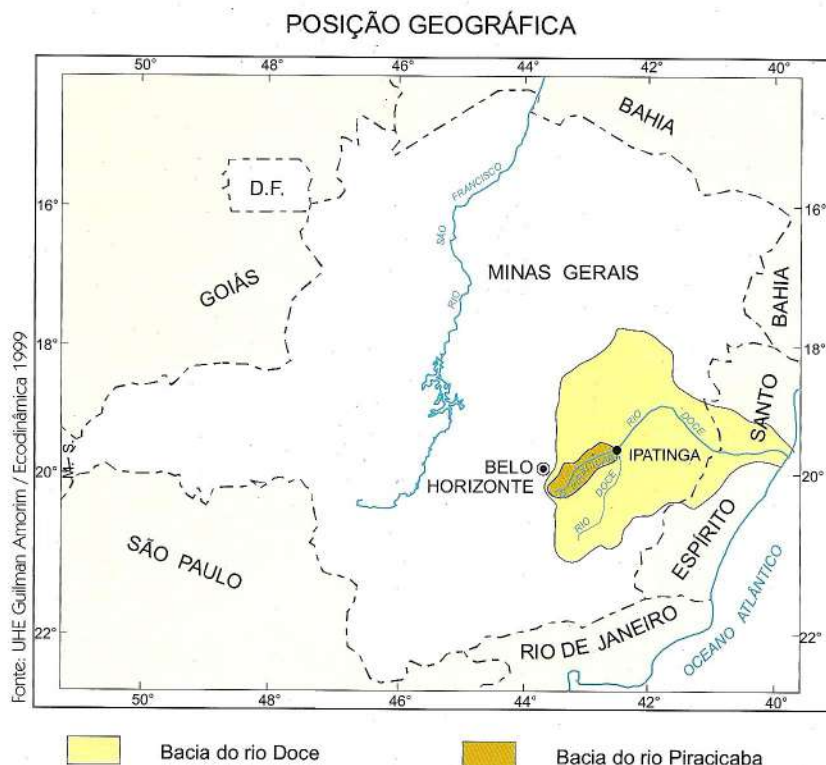 POSIÇÃO GEOGRÁFICA
50°
48°
46°
44°
42°
40°
BAHIA
D.F.
16°
16°
SÃO FRANCISCO
RIO
GOIÁS
MINAS GERAIS
BAHIA
18°
18°
RIO DOCE
SANTO
M. S.
BELO
HORIZONTE
IPATINGA
20°
20°
RIO DOCE
SÃO PAULO
ESPÍRITO
OCEANO ATLÂNTICO
22°
22°
RIO DE JANEIRO
50°
48°
46°
44°
42°
40°
Fonte: UHE Guilman Amorim / Ecodinâmica 1999
Bacia do rio Doce
Bacia do rio Piracicaba